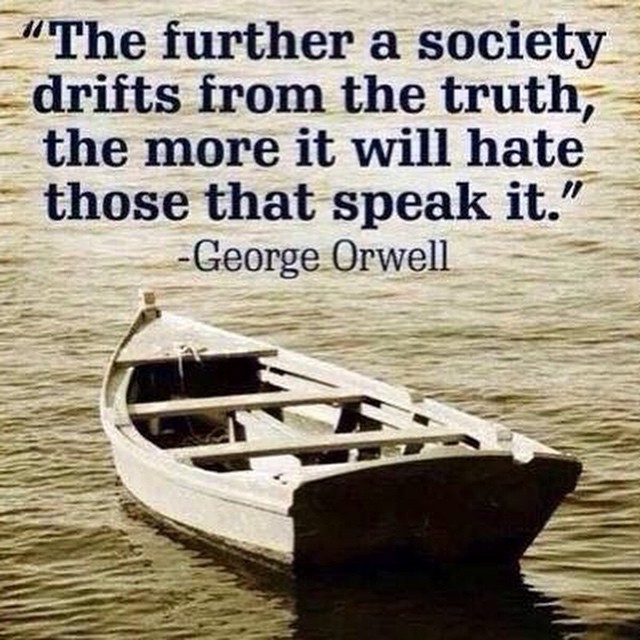 “The further a society
drifts from the truth,
the more it will hate
those that speak it.”
-George Orwell